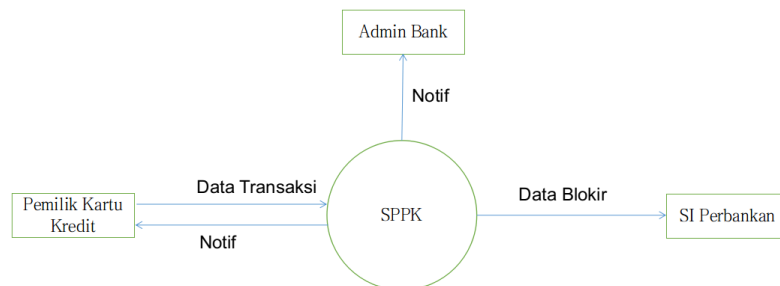 Admin Bank
Notif
Data Transaksi
Pemilik Kartu
Kredit
SPPK
Data Blokir
SI Perbankan
Notif